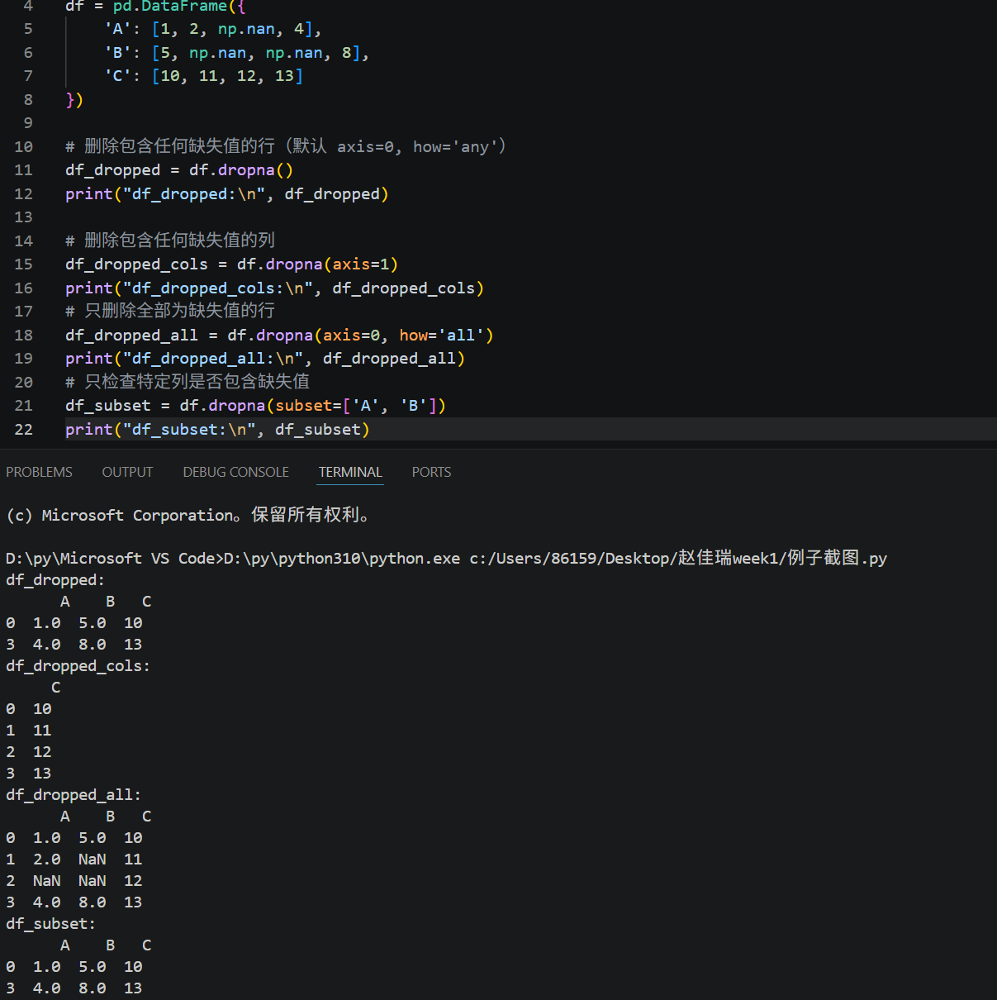 4 df = pd.DataFrame({
5 'A': [1, 2, np.nan, 4],
6 'B': [5, np.nan, np.nan, 8],
7 'C': [10, 11, 12, 13]
8 })
9
10 # 删除包含任何缺失值的行（默认 axis=0, how='any'）
11 df_dropped = df.dropna()
12 print("df_dropped:\n", df_dropped)
13
14 # 删除包含任何缺失值的列
15 df_dropped_cols = df.dropna(axis=1)
16 print("df_dropped_cols:\n", df_dropped_cols)
17 # 只删除全部为缺失值的行
18 df_dropped_all = df.dropna(axis=0, how='all')
19 print("df_dropped_all:\n", df_dropped_all)
20 # 只检查特定列是否包含缺失值
21 df_subset = df.dropna(subset=['A', 'B'])
22 print("df_subset:\n", df_subset)
PROBLEMS OUTPUT DEBUG CONSOLE TERMINAL PORTS
(c) Microsoft Corporation。保留所有权利。
D:\py\Microsoft VS Code>D:\py\python310\python.exe c:/Users/86159/Desktop/赵佳瑞week1/例子截图.py
df_dropped:
A B C
0 1.0 5.0 10
3 4.0 8.0 13
df_dropped_cols:
C
0 10
1 11
2 12
3 13
df_dropped_all:
A B C
0 1.0 5.0 10
1 2.0 NaN 11
2 NaN NaN 12
3 4.0 8.0 13
df_subset:
A B C
0 1.0 5.0 10
3 4.0 8.0 13